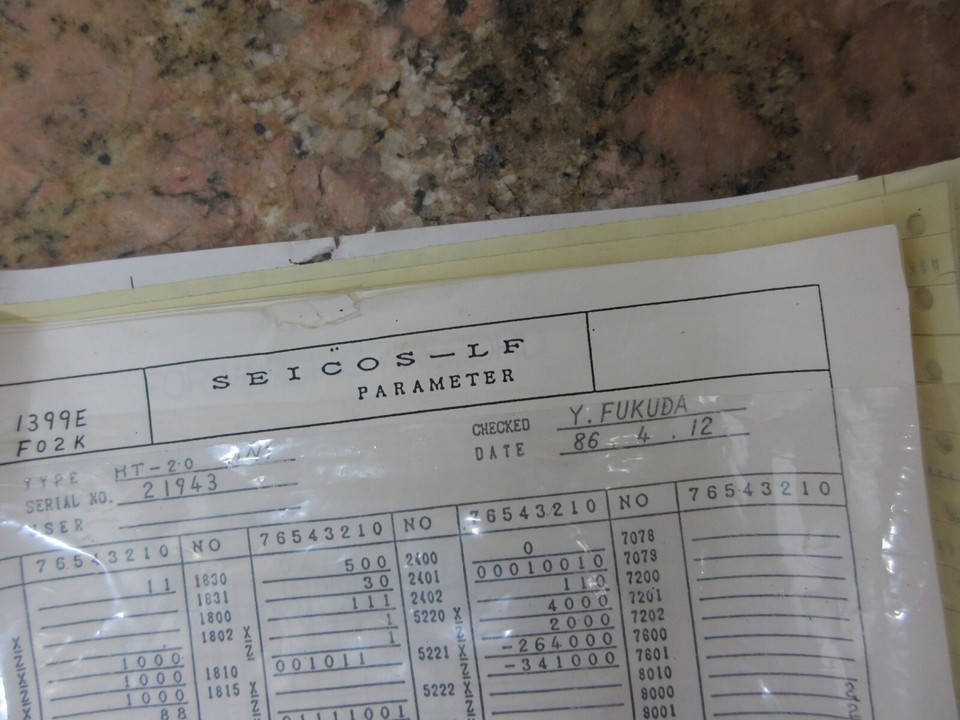 SEICOS-LF
PARAMETER
1399E
F02K
CHECKED Y. FUKUDA
DATE 86 4 . 12
TYPE HT-20
SERIAL NO. 21943
USER
76543210 NO 76543210 NO 76543210 NO 76543210
11 1830 500 2400 0 7078
1831 30 2401 00010010 7079
1800 111 2402 110 7200
1802 X 1 5220 X 4000 7201
Z 1 Z 2000 7202
X 1000 1810 001011 5221 X -264000 7600
Z 1000 1815 X Z -341000 7601
X 1000 Z 5222 X 8010
Z 88 01111001 Z 8000
8001